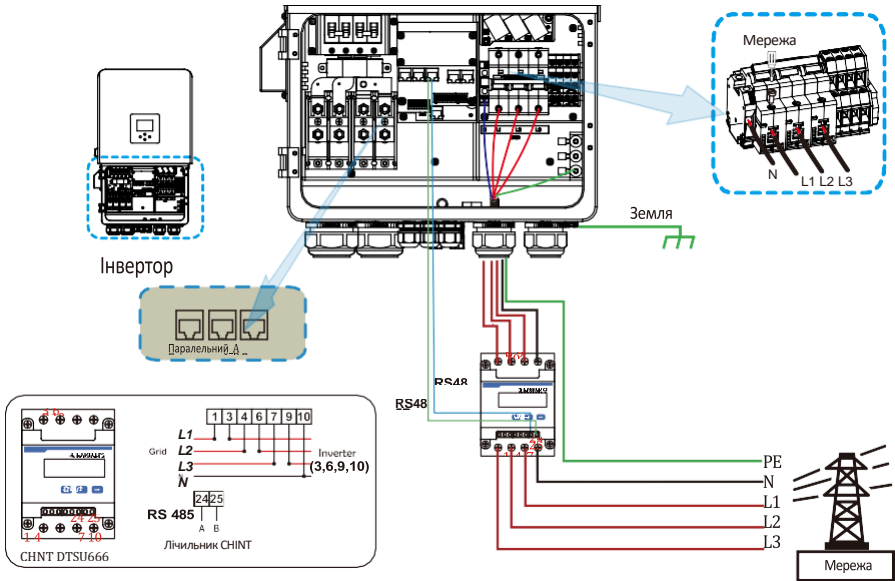 Мережа
N L1 L2 L3
Земля
Інвертор
Паралельний_A
RS48
RS48
3 6
1 3 4 6 7 9 10
L1
L2
L3
N
Grid
Inverter
(3,6,9,10)
24 25
RS 485
A B
Лічильник CHINT
24 25
1 4 7 10
CHNT DTSU666
PE
N
L1
L2
L3
Мережа